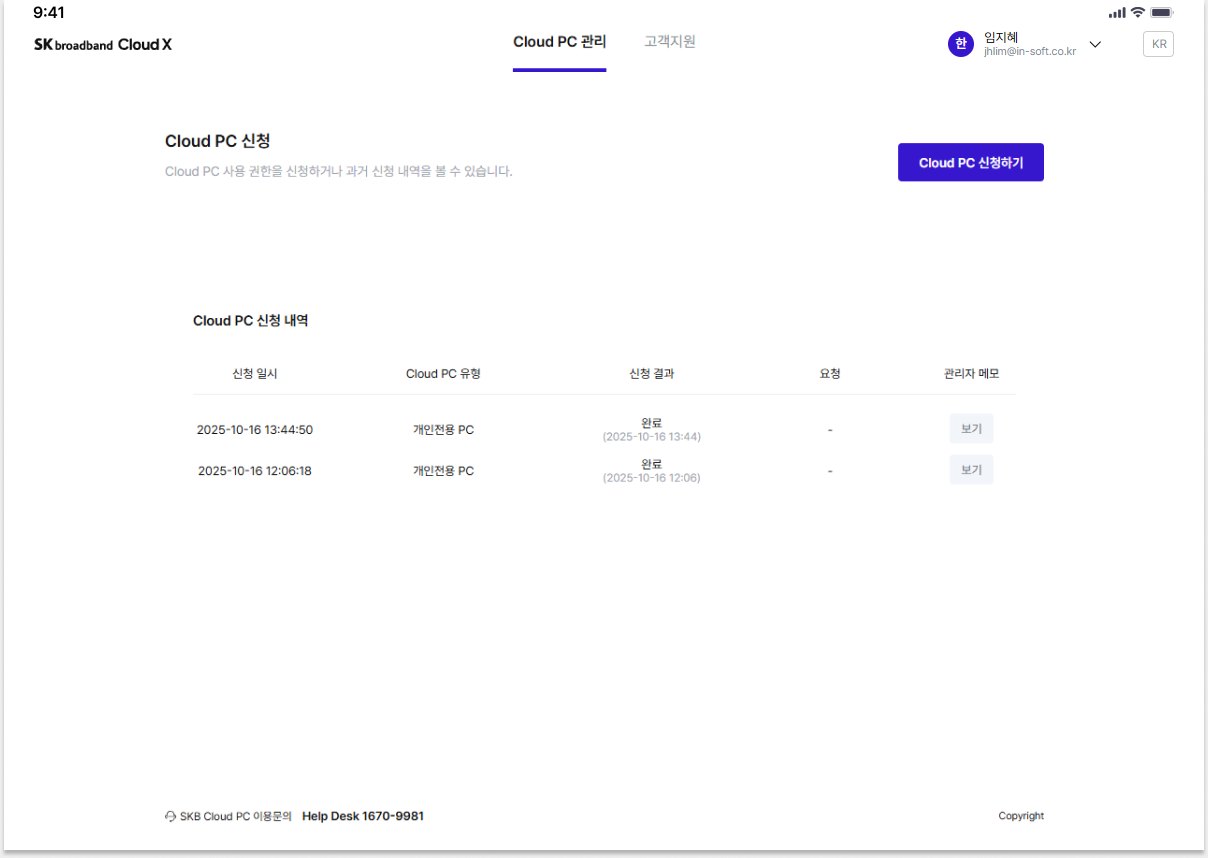 9:41
SK broadband Cloud X
Cloud PC 관리
고객지원
한
임지혜
jhlim@in-soft.co.kr
KR
Cloud PC 신청
Cloud PC 사용 권한을 신청하거나 과거 신청 내역을 볼 수 있습니다.
Cloud PC 신청하기
Cloud PC 신청 내역
신청 일시 Cloud PC 유형 신청 결과 요청 관리자 메모
2025-10-16 13:44:50 개인전용 PC 완료 - 보기
(2025-10-16 13:44)
2025-10-16 12:06:18 개인전용 PC 완료 - 보기
(2025-10-16 12:06)
SKB Cloud PC 이용문의 Help Desk 1670-9981
Copyright